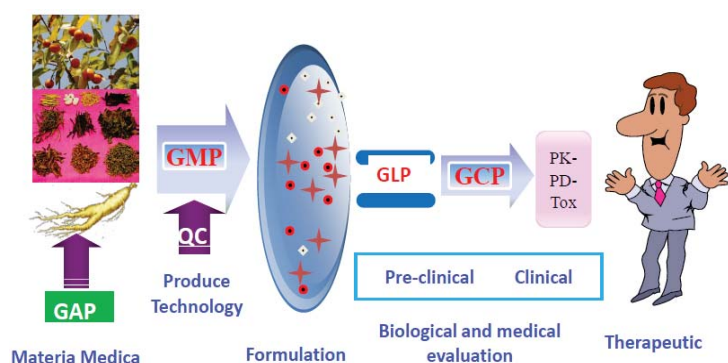 GMP
GLP
GCP
PK-
PD-
Tox
QC
Produce
Technology
Pre-clinical Clinical
GAP
Materia Medica
Formulation
Biological and medical
evaluation
Therapeutic